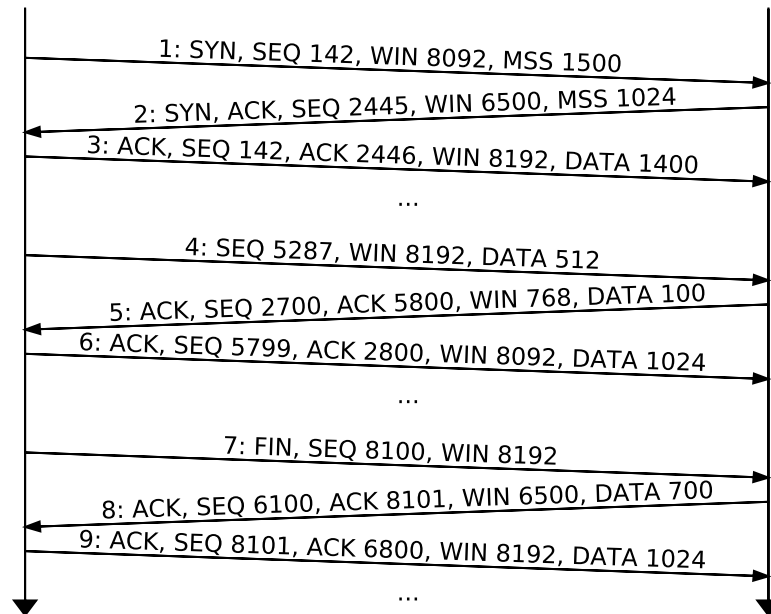 1: SYN, SEQ 142, WIN 8092, MSS 1500
2: SYN, ACK, SEQ 2445, WIN 6500, MSS 1024
3: ACK, SEQ 142, ACK 2446, WIN 8192, DATA 1400
...
4: SEQ 5287, WIN 8192, DATA 512
5: ACK, SEQ 2700, ACK 5800, WIN 768, DATA 100
6: ACK, SEQ 5799, ACK 2800, WIN 8092, DATA 1024
...
7: FIN, SEQ 8100, WIN 8192
8: ACK, SEQ 6100, ACK 8101, WIN 6500, DATA 700
9: ACK, SEQ 8101, ACK 6800, WIN 8192, DATA 1024
...